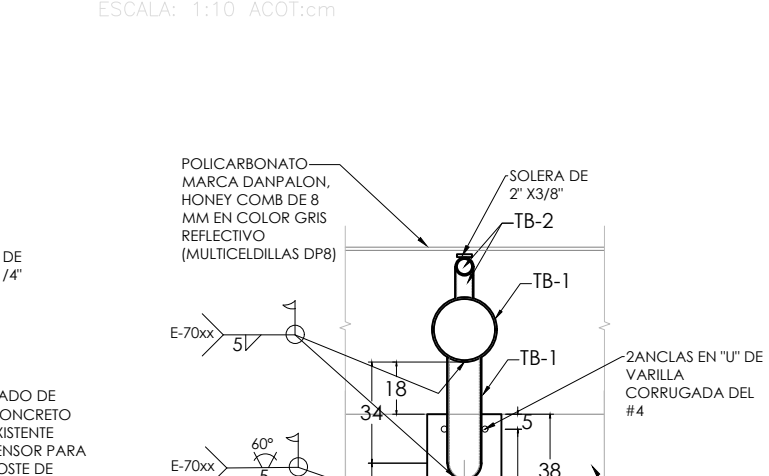 ESCALA: 1:10 ACOT:cm
POLICARBONATO
MARCA DANPALON,
HONEY COMB DE 8
MM EN COLOR GRIS
REFLECTIVO
(MULTICELDILLAS DP8)
SOLERA DE
2" X3/8"
TB-2
DE
/4"
TB-1
E-70xx
5
TB-1
2ANCLAS EN "U" DE
VARILLA
CORRUGADA DEL
#4
18
34
5
ADO DE
ONCRETO
XISTENTE
ENSOR PARA
OSTE DE
60°
E-70xx
5
38